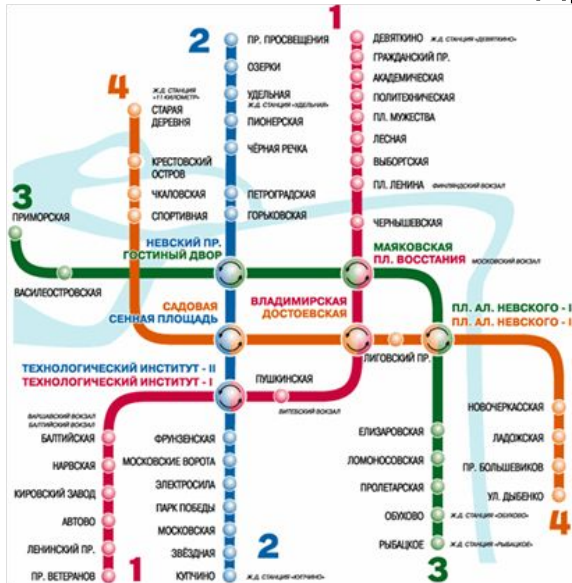 1
2
ДЕВЯТКИНО
Ж.Д. СТАНЦИЯ «ДЕВЯТКИНО»
ПР. ПРОСВЕЩЕНИЯ
ГРАЖДАНСКИЙ ПР.
ОЗЕРКИ
АКАДЕМИЧЕСКАЯ
4
Ж.Д. СТАНЦИЯ
«11 КИЛОМЕТР»
УДЕЛЬНАЯ
Ж.Д. СТАНЦИЯ «УДЕЛЬНАЯ»
ПОЛИТЕХНИЧЕСКАЯ
СТАРАЯ
ДЕРЕВНЯ
ПИОНЕРСКАЯ
ПЛ. МУЖЕСТВА
ЛЕСНАЯ
ЧЁРНАЯ РЕЧКА
ВЫБОРГСКАЯ
КРЕСТОВСКИЙ
ОСТРОВ
ПЛ. ЛЕНИНА
ФИНЛЯНДСКИЙ ВОКЗАЛ
3
ЧКАЛОВСКАЯ
ПЕТРОГРАДСКАЯ
ПРИМОРСКАЯ
СПОРТИВНАЯ
ГОРЬКОВСКАЯ
ЧЕРНЫШЕВСКАЯ
НЕВСКИЙ ПР.
ГОСТИНЫЙ ДВОР
МАЯКОВСКАЯ
ПЛ. ВОССТАНИЯ
МОСКОВСКИЙ ВОКЗАЛ
ВАСИЛЕОСТРОВСКАЯ
САДОВАЯ
СЕННАЯ ПЛОЩАДЬ
ВЛАДИМИРСКАЯ
ДОСТОЕВСКАЯ
ПЛ. АЛ. НЕВСКОГО - I
ПЛ. АЛ. НЕВСКОГО - I
ЛИГОВСКИЙ ПР.
ТЕХНОЛОГИЧЕСКИЙ ИНСТИТУТ - II
ТЕХНОЛОГИЧЕСКИЙ ИНСТИТУТ - I
ПУШКИНСКАЯ
ВИТЕБСКИЙ ВОКЗАЛ
ВАРШАВСКИЙ ВОКЗАЛ
БАЛТИЙСКИЙ ВОКЗАЛ
БАЛТИЙСКАЯ
ФРУНЗЕНСКАЯ
ЕЛИЗАРОВСКАЯ
НОВОЧЕРКАССКАЯ
НАРВСКАЯ
МОСКОВСКИЕ ВОРОТА
ЛОМОНОСОВСКАЯ
ЛАДОЖСКАЯ
КИРОВСКИЙ ЗАВОД
ЭЛЕКТРОСИЛА
ПРОЛЕТАРСКАЯ
ПР. БОЛЬШЕВИКОВ
АВТОВО
ПАРК ПОБЕДЫ
ОБУХОВО
Ж.Д. СТАНЦИЯ «ОБУХОВО»
УЛ. ДЫБЕНКО
4
ЛЕНИНСКИЙ ПР.
МОСКОВСКАЯ
РЫБАЦКОЕ
Ж.Д. СТАНЦИЯ «РЫБАЦКОЕ»
ЗВЁЗДНАЯ
2
ПР. ВЕТЕРАНОВ
1
КУПЧИНО
Ж.Д. СТАНЦИЯ «КУПЧИНО»
3